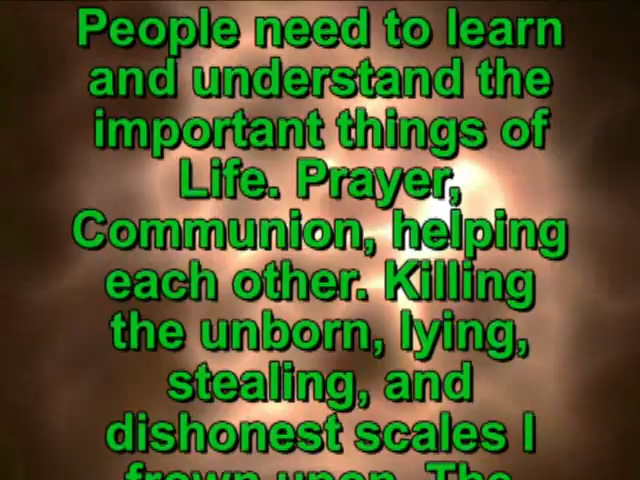 People need to learn
and understand the
important things of
Life. Prayer,
Communion, helping
each other. Killing
the unborn, lying,
stealing, and
dishonest scales I
frown upon. The